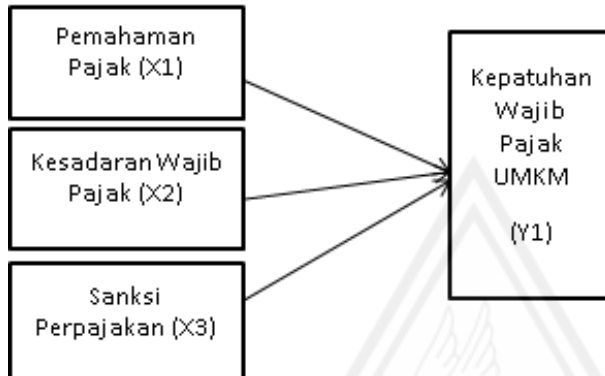 Pemahaman
Pajak (X1)
Kesadaran Wajib
Pajak (X2)
Sanksi
Perpajakan (X3)
Kepatuhan
Wajib
Pajak
UMKM
(Y1)